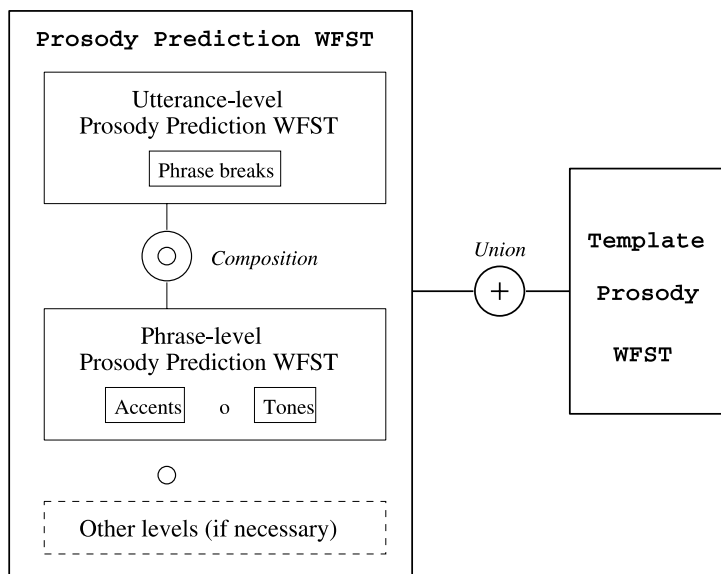 Prosody Prediction WFST
Utterance-level
Prosody Prediction WFST
Phrase breaks
Composition
Phrase-level
Prosody Prediction WFST
Accents o Tones
Other levels (if necessary)
Union
+
Template
Prosody
WFST